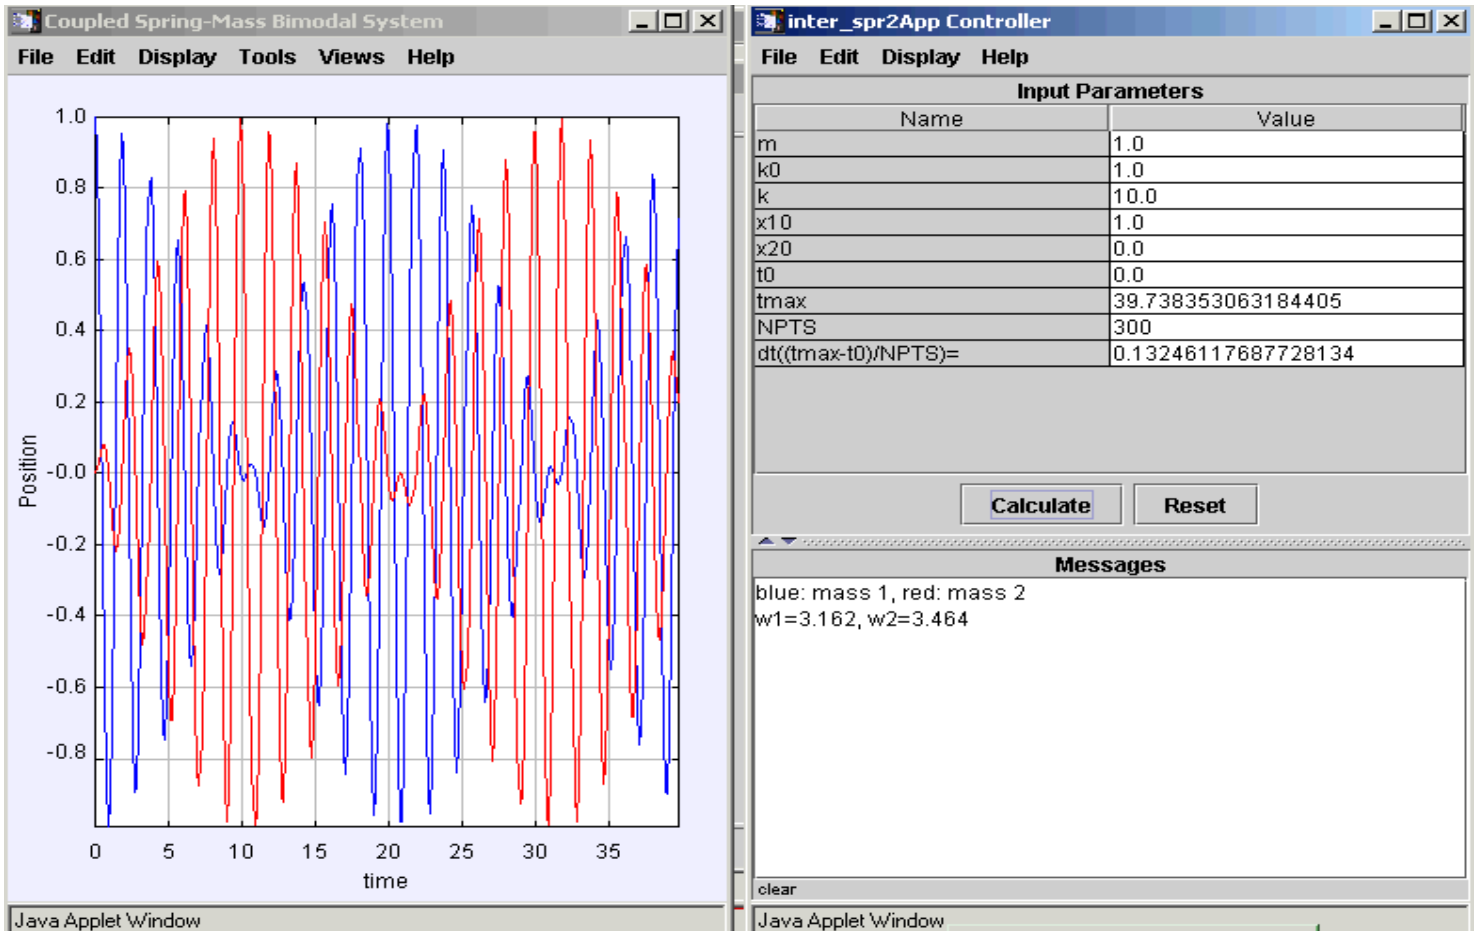 Coupled Spring-Mass Bimodal System
File Edit Display Tools Views Help
1.0
0.8
0.6
0.4
0.2
-0.0
-0.2
-0.4
-0.6
-0.8
Position
0 5 10 15 20 25 30 35
time
Java Applet Window
inter_spr2App Controller
File Edit Display Help
Input Parameters
Name Value
m 1.0
k0 1.0
k 10.0
x10 1.0
x20 0.0
t0 0.0
tmax 39.738353063184405
NPTS 300
dt((tmax-t0)/NPTS)= 0.13246117687728134
Calculate Reset
Messages
blue: mass 1, red: mass 2
w1=3.162, w2=3.464
clear
Java Applet Window